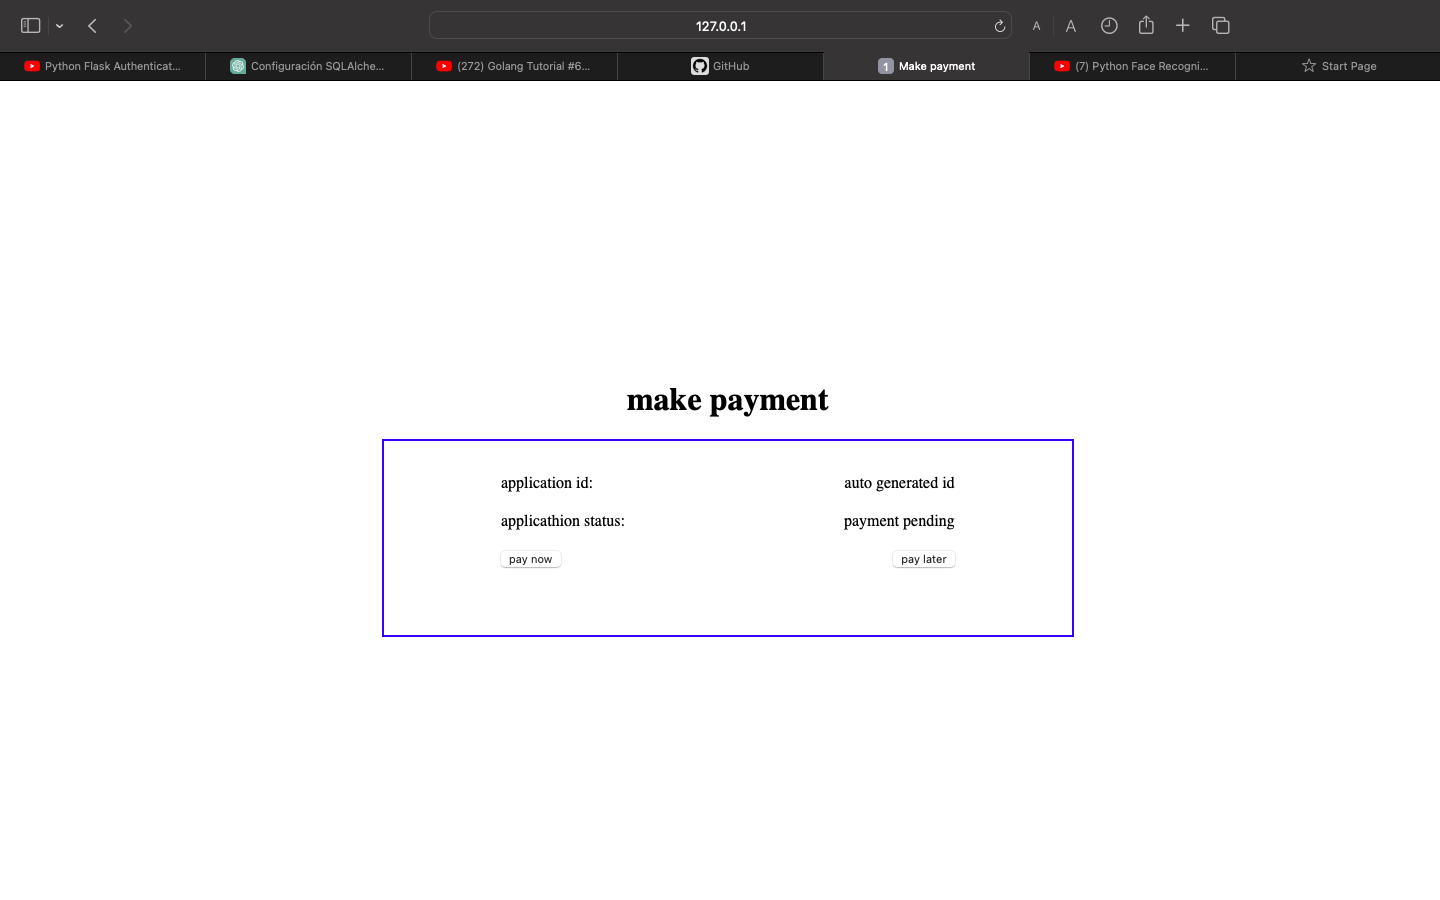 127.0.0.1
A A
Python Flask Authenticat...
Configuración SQLAlche...
(272) Golang Tutorial #6...
GitHub
1 Make payment
(7) Python Face Recogni...
Start Page
make payment
application id: auto generated id
applicathion status: payment pending
pay now pay later